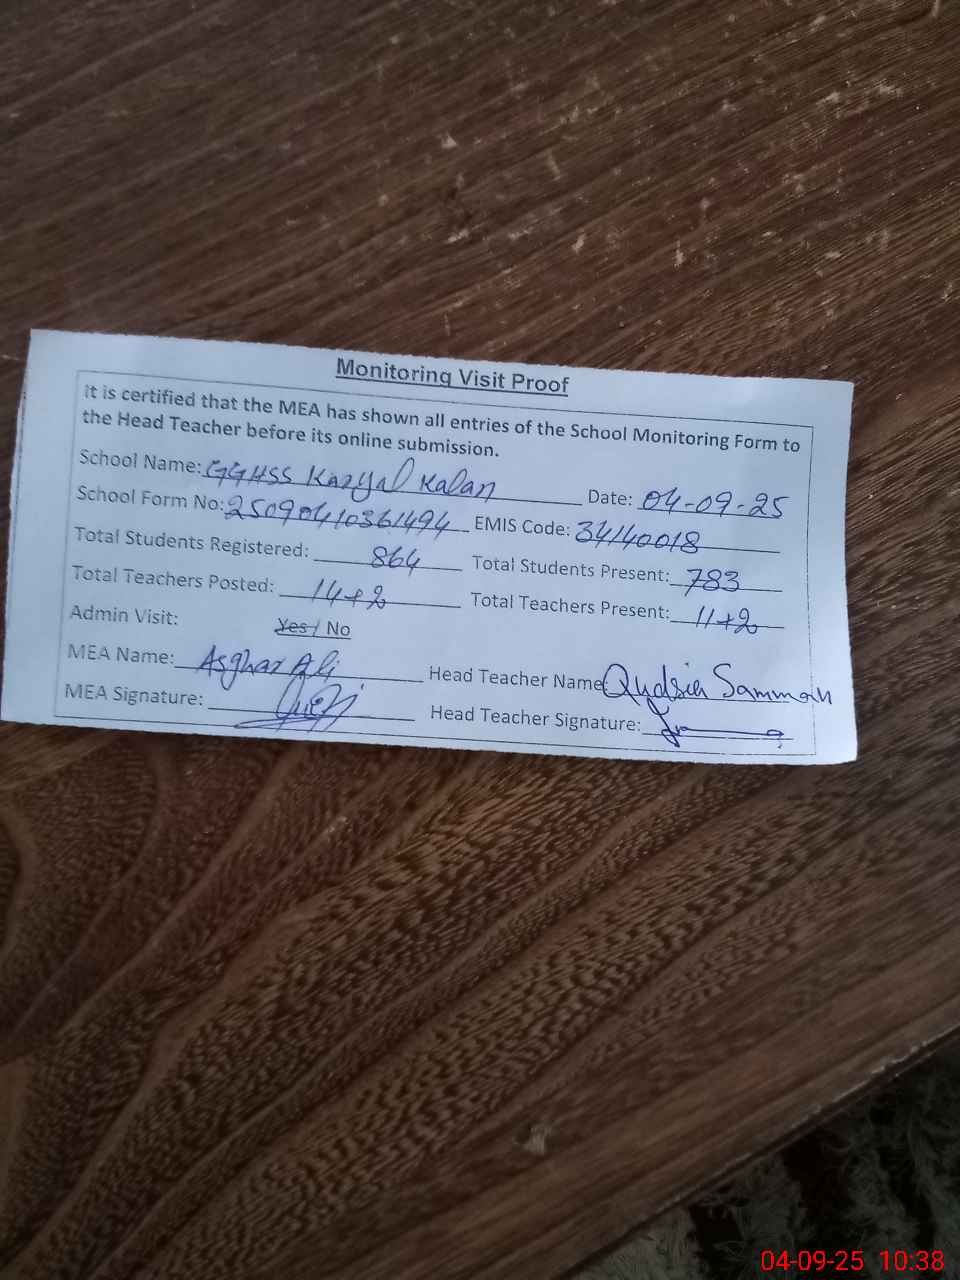 Monitoring Visit Proof
It is certified that the MEA has shown all entries of the School Monitoring Form to
the Head Teacher before its online submission.
School Name: GGHSS Karyal Kalan Date: 04-09-25
School Form No: 25090410361494 EMIS Code: 34140018
Total Students Registered: 864 Total Students Present: 783
Total Teachers Posted: 14+2 Total Teachers Present: 11+2
Admin Visit: Yes / No
MEA Name: Asghar Ali Head Teacher Name Qudsia Samman
MEA Signature: Head Teacher Signature:
04-09-25 10:38